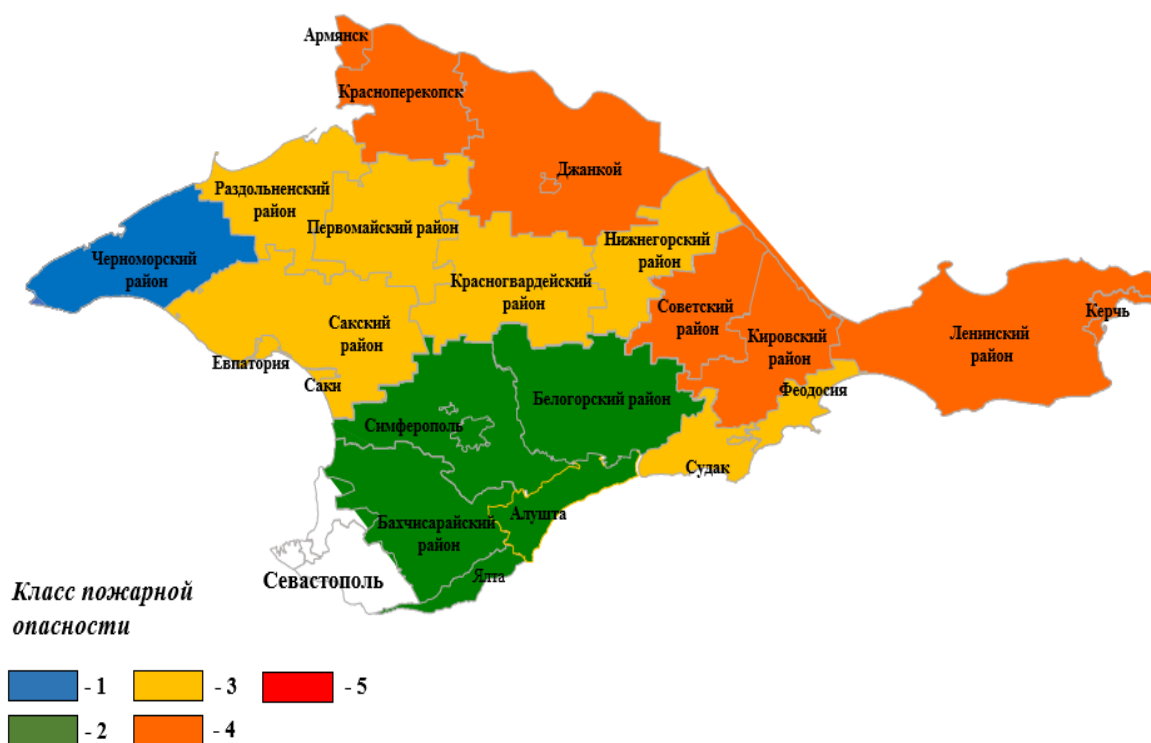 Армянск
Красноперекопск
Джанкой
Раздольненский
район
Первомайский район
Нижнегорский
район
Черноморский
район
Красногвардейский
район
Советский
район
Сакский
район
Кировский
район
Ленинский
район
Керчь
Евпатория
Саки
Феодосия
Белогорский район
Симферополь
Судак
Алушта
Бахчисарайский
район
Ялта
Севастополь
Класс пожарной
опасности
- 1
- 3
- 5
- 2
- 4